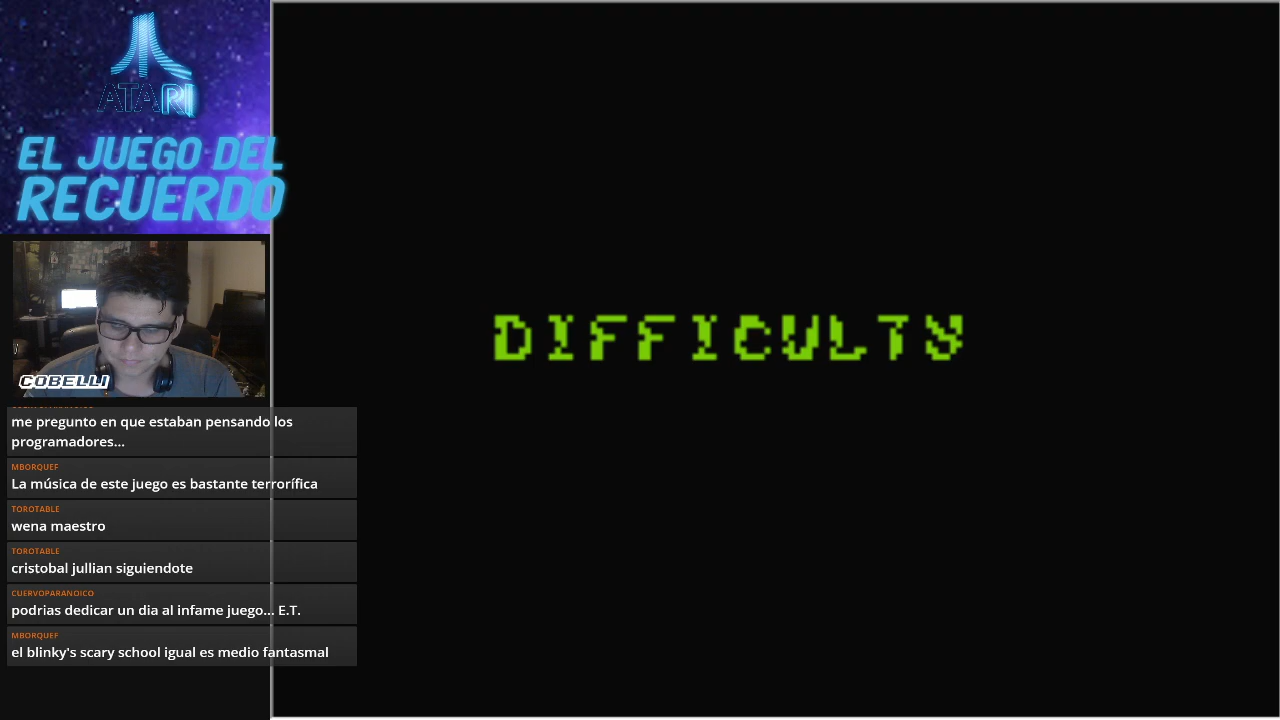 ATARI
EL JUEGO DEL
RECUERDO
COBELLI
me pregunto en que estaban pensando los
programadores...
MBORQUEF
La música de este juego es bastante terrorífica
TOROTABLE
wena maestro
TOROTABLE
cristobal jullian siguiendote
CUERVOPARANOICO
podrias dedicar un dia al infame juego... E.T.
MBORQUEF
el blinky's scary school igual es medio fantasmal
DIFFICULTY